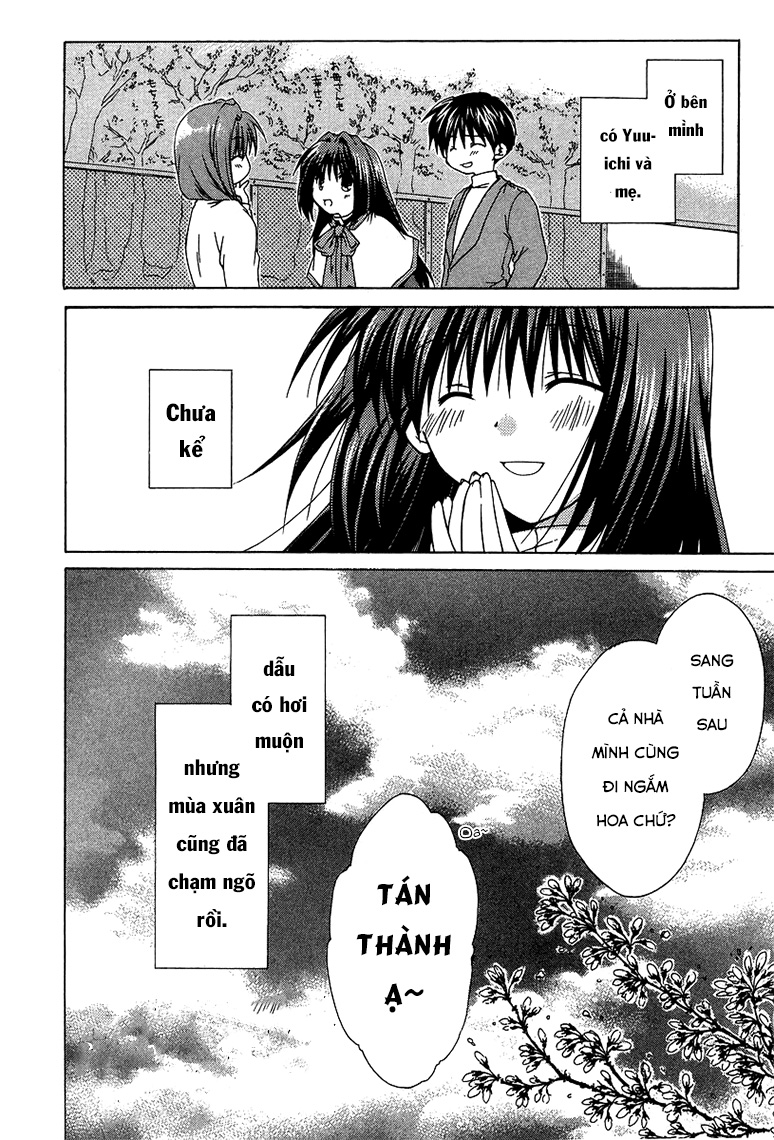 Ở bên
mình
có Yuu-
ichi và
mẹ.
Chưa
kể
SANG
TUẦN
SAU
CẢ NHÀ
MÌNH CÙNG
ĐI NGẮM
HOA CHỨ?
dẫu
có hơi
muộn
nhưng
mùa xuân
cũng đã
chạm ngõ
rồi.
TÁN
THÀNH
Ạ~